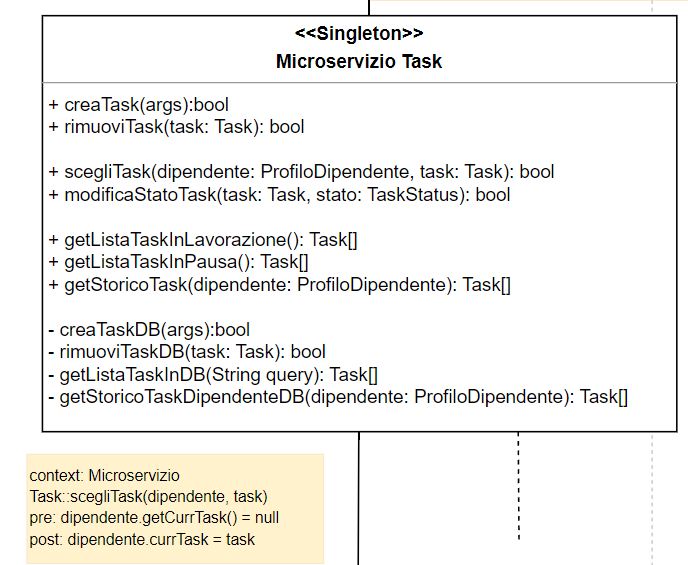 <<Singleton>>
Microservizio Task
+ creaTask(args):bool
+ rimuoviTask(task: Task): bool
+ scegliTask(dipendente: ProfiloDipendente, task: Task): bool
+ modificaStatoTask(task: Task, stato: TaskStatus): bool
+ getListaTaskInLavorazione(): Task[]
+ getListaTaskInPausa(): Task[]
+ getStoricoTask(dipendente: ProfiloDipendente): Task[]
- creaTaskDB(args):bool
- rimuoviTaskDB(task: Task): bool
- getListaTaskInDB(String query): Task[]
- getStoricoTaskDipendenteDB(dipendente: ProfiloDipendente): Task[]
context: Microservizio
Task::scegliTask(dipendente, task)
pre: dipendente.getCurrTask() = null
post: dipendente.currTask = task